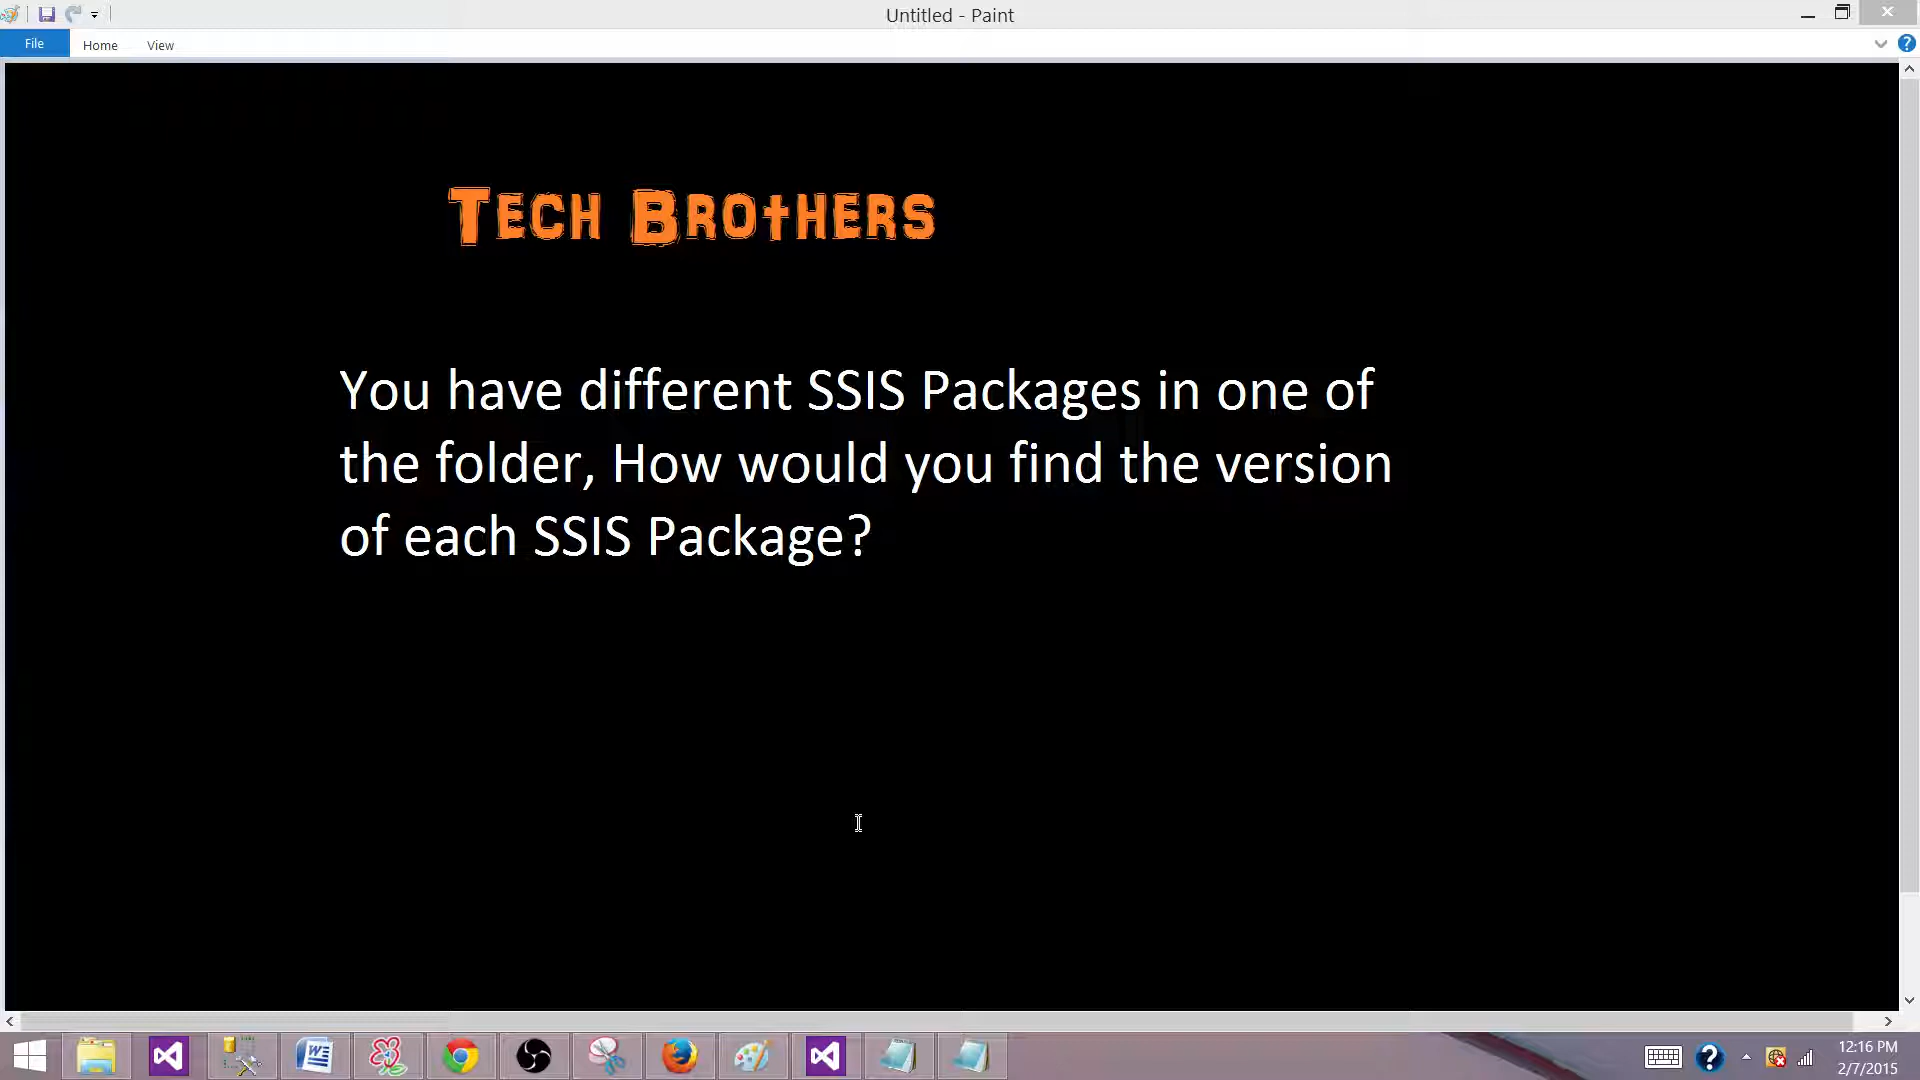 Untitled - Paint
File Home View
Tech Brothers
You have different SSIS Packages in one of
the folder, How would you find the version
of each SSIS Package?
12:16 PM
2/7/2015